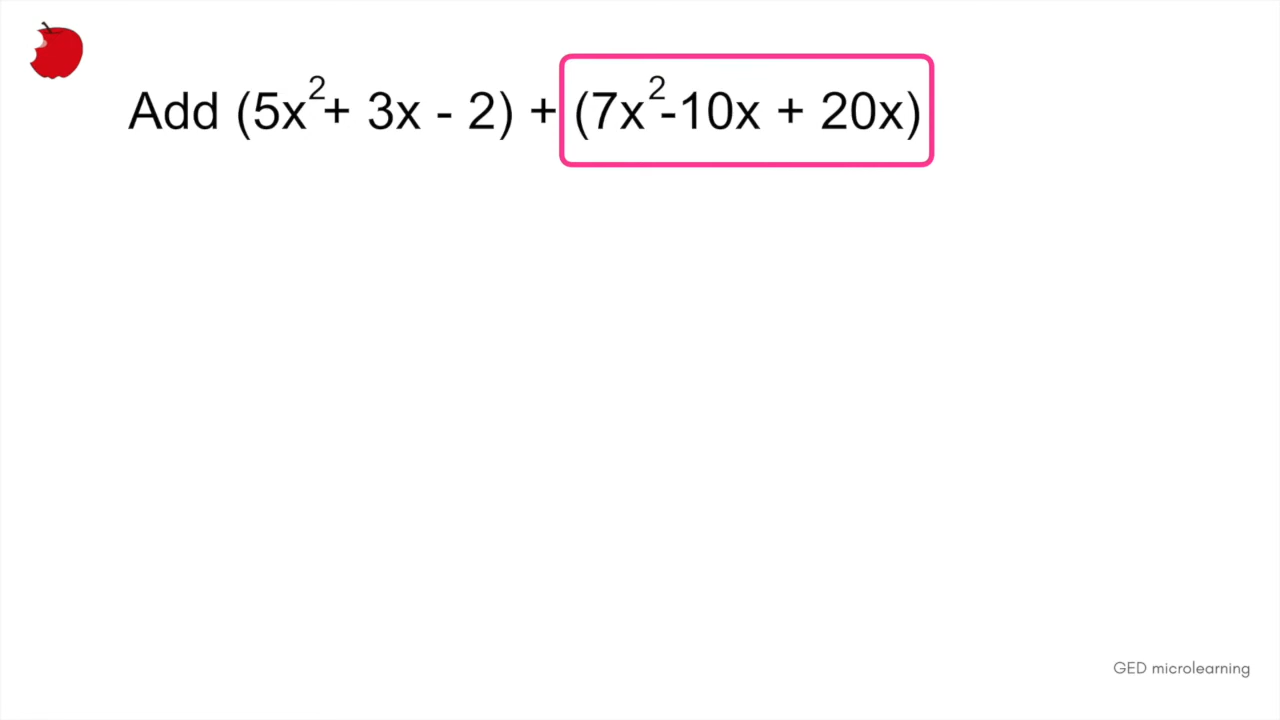 Add (5x²+ 3x - 2) + (7x²-10x + 20x)
GED microlearning